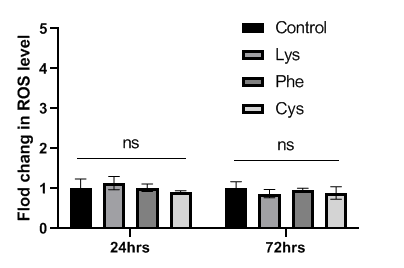 Flod chang in ROS level
5
4
3
2
1
0
Control
Lys
Phe
Cys
ns
ns
24hrs
72hrs